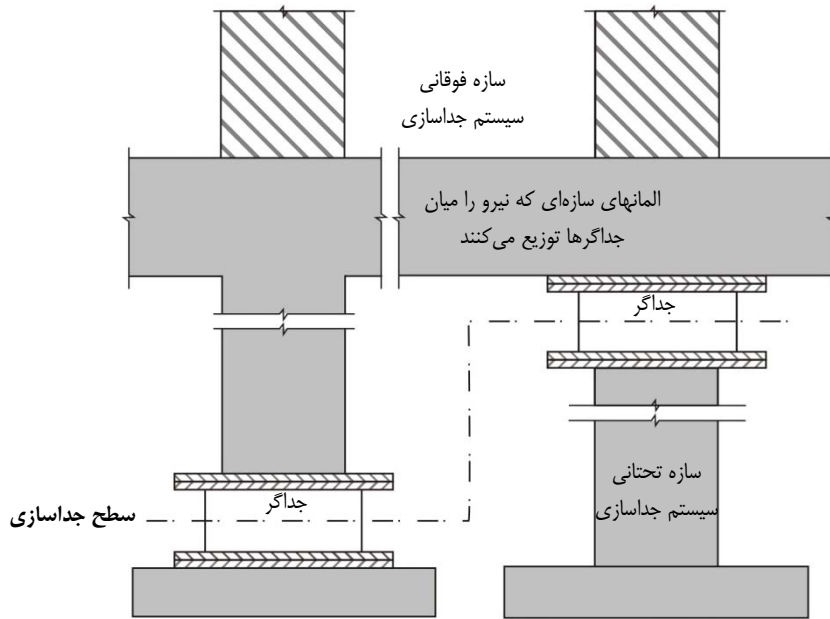 سازه فوقانی
سیستم جداسازی
المانهای سازه‌ای که نیرو را میان
جداگرها توزیع می‌کنند
جداگر
سازه تحتانی
سیستم جداسازی
جداگر
سطح جداسازی